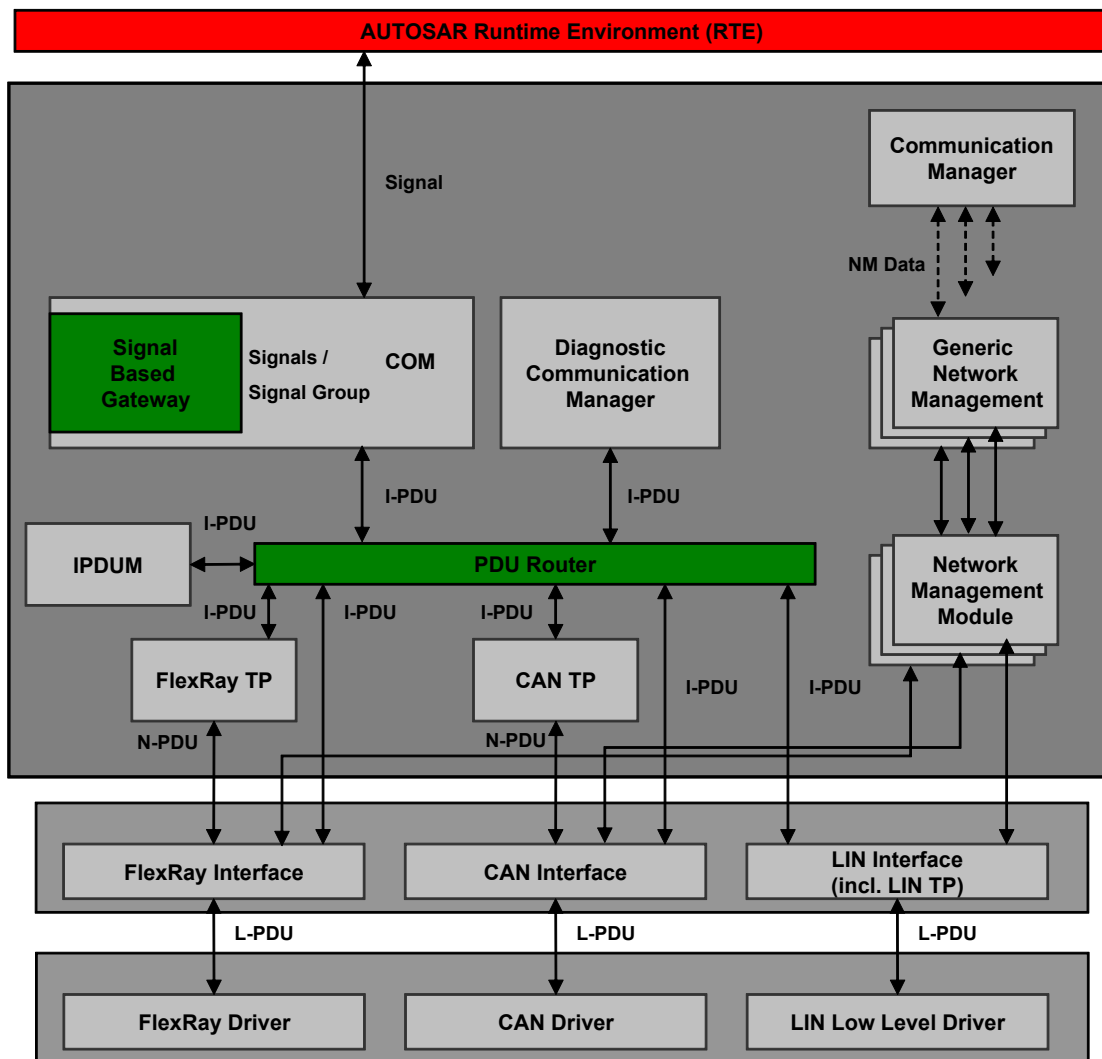 AUTOSAR Runtime Environment (RTE)
Communication
Manager
Signal
NM Data
Signal
Based
Gateway
Signals /
Signal Group
COM
Diagnostic
Communication
Manager
Generic
Network
Management
I-PDU
I-PDU
I-PDU
IPDUM
PDU Router
Network
Management
Module
I-PDU
I-PDU
I-PDU
FlexRay TP
CAN TP
I-PDU
I-PDU
N-PDU
N-PDU
FlexRay Interface
CAN Interface
LIN Interface
(incl. LIN TP)
L-PDU
L-PDU
L-PDU
FlexRay Driver
CAN Driver
LIN Low Level Driver